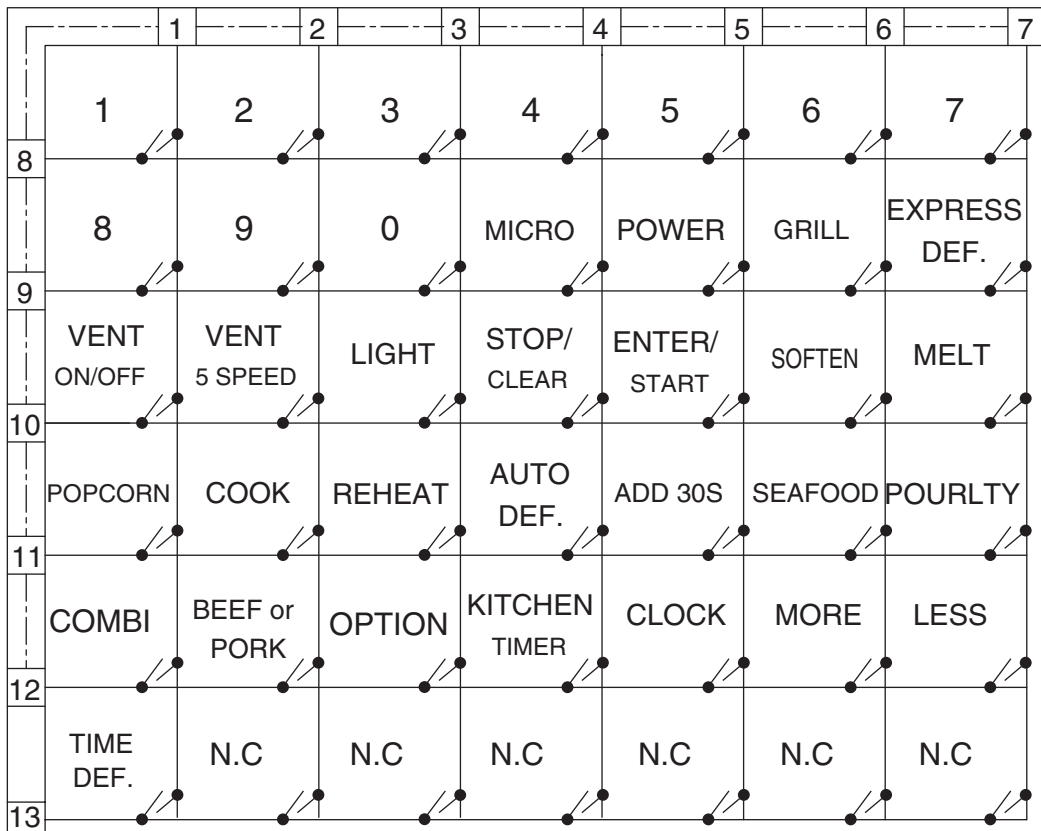 1 2 3 4 5 6 7
1 2 3 4 5 6 7
8
8 9 0 MICRO POWER GRILL EXPRESS
DEF.
9
VENT VENT LIGHT STOP/ ENTER/ SOFTEN MELT
ON/OFF 5 SPEED CLEAR START
10
POPCORN COOK REHEAT AUTO ADD 30S SEAFOOD POURLTY
DEF.
11
COMBI BEEF or OPTION KITCHEN CLOCK MORE LESS
PORK TIMER
12
TIME N.C N.C N.C N.C N.C N.C
DEF.
13